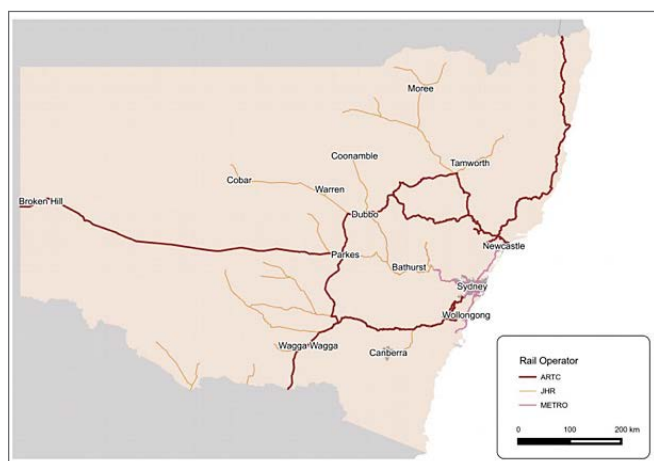 Moree
Coonamble
Tamworth
Cobar
Warren
Broken Hill
Dubbo
Newcastle
Parkes
Bathurst
Sydney
Wollongong
Wagga Wagga
Canberra
Rail Operator
ARTC
JHR
METRO
0 100 200 km